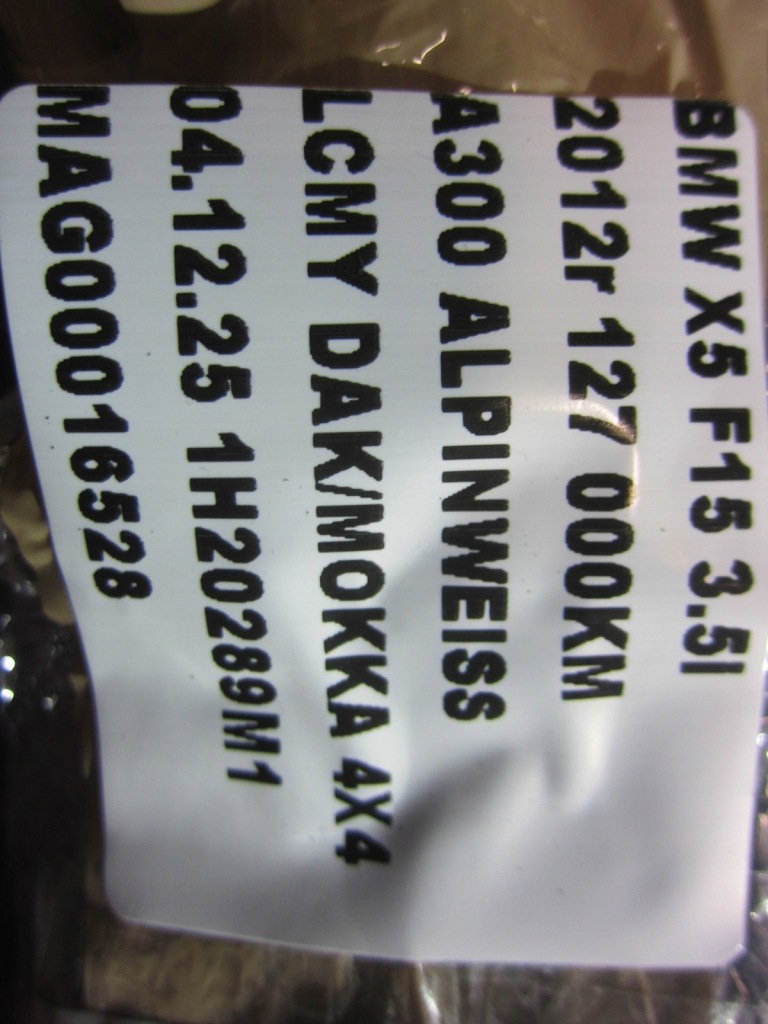 BMW X5 F15 3.5I
2012r 127 000KM
A300 ALPINWEISS
LCMY DAK/MOKKA 4X4
04.12.25 1H20289M1
MAG00016528